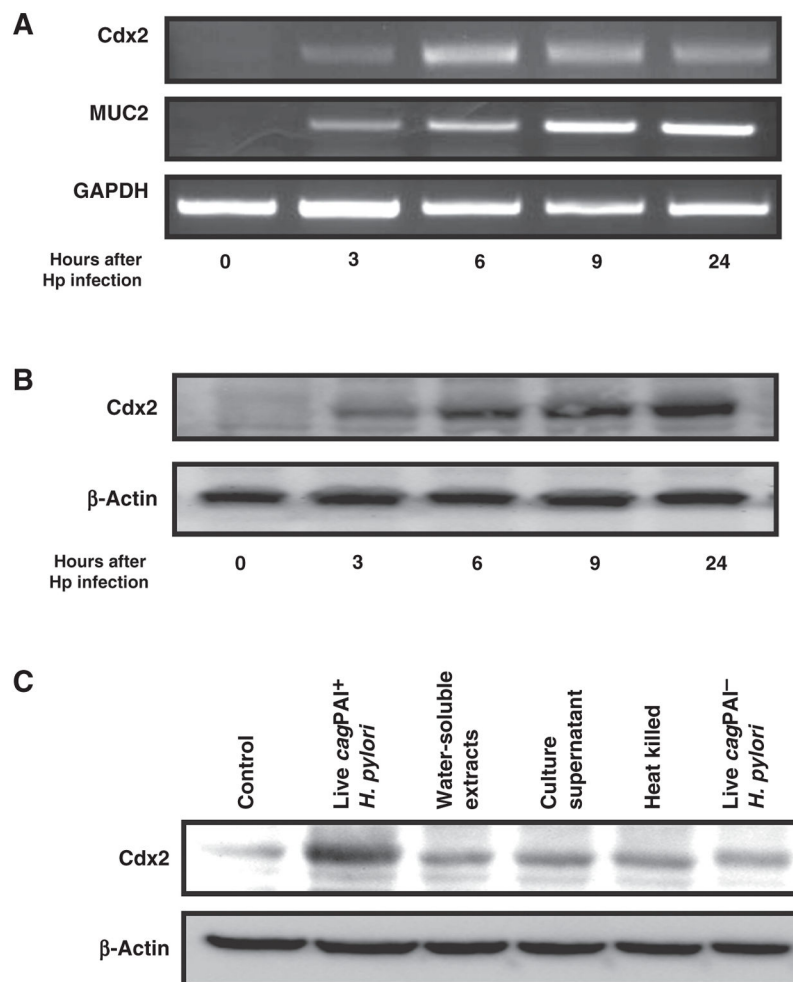 A
Cdx2
MUC2
GAPDH
Hours after
Hp infection
0 3 6 9 24
B
Cdx2
β-Actin
Hours after
Hp infection
0 3 6 9 24
C
Control
Live cagPAI+
H. pylori
Water-soluble
extracts
Culture
supernatant
Heat killed
Live cagPAI–
H. pylori
Cdx2
β-Actin